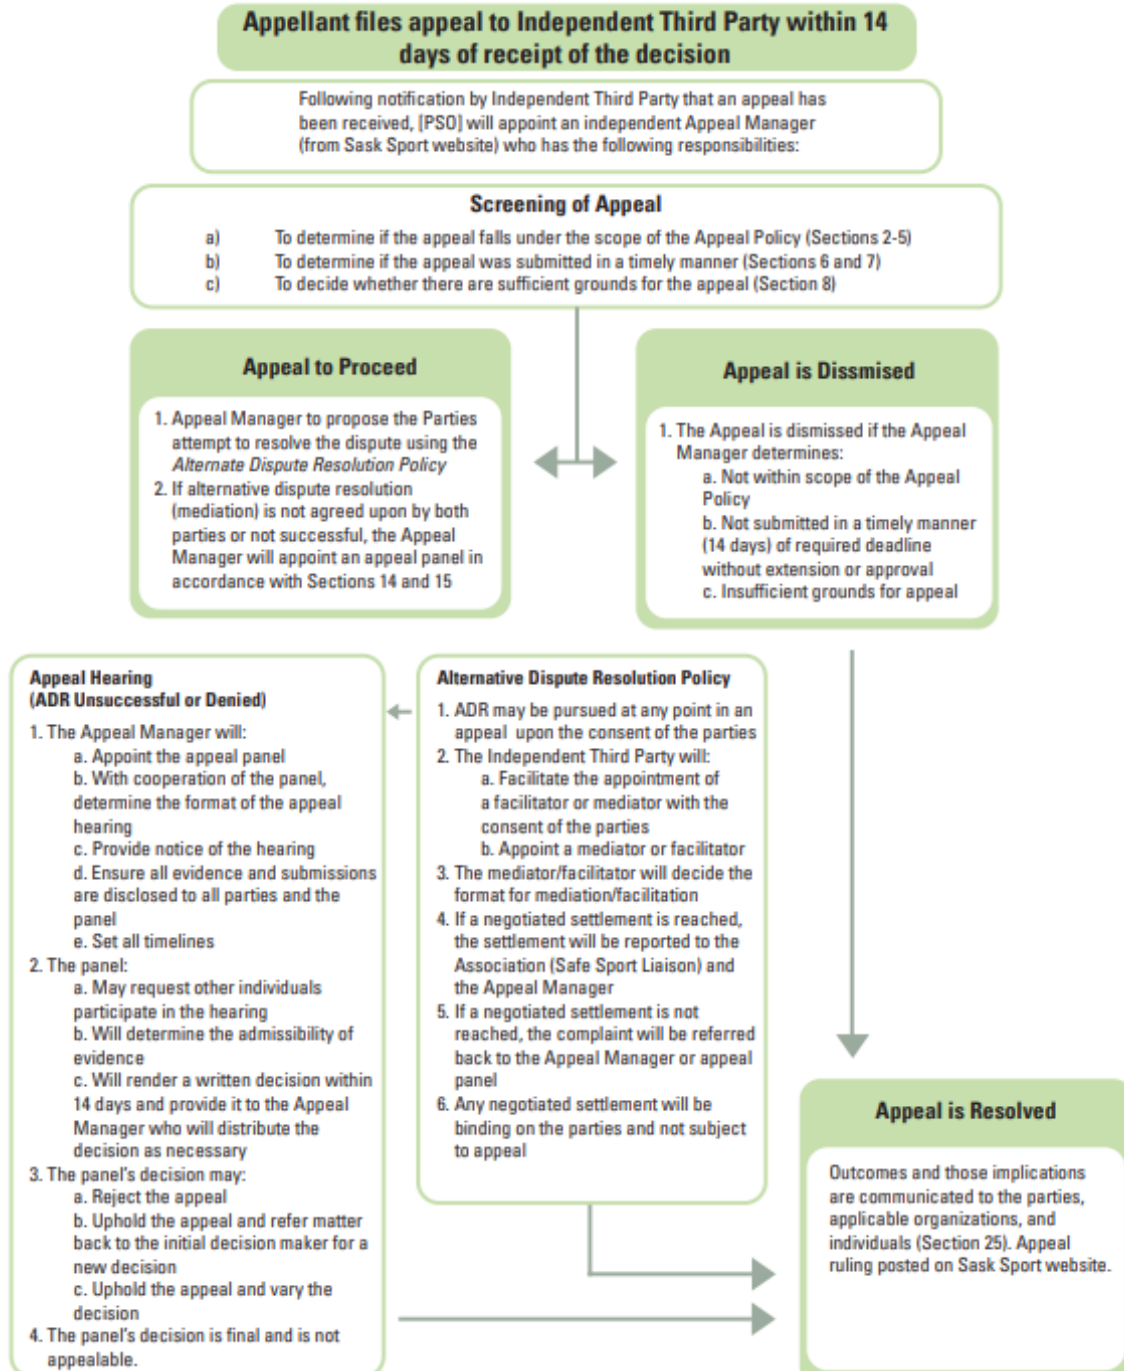 Appellant files appeal to Independent Third Party within 14
days of receipt of the decision
Following notification by Independent Third Party that an appeal has
been received, [PSO] will appoint an independent Appeal Manager
(from Sask Sport website) who has the following responsibilities:
Screening of Appeal
a) To determine if the appeal falls under the scope of the Appeal Policy (Sections 2-5)
b) To determine if the appeal was submitted in a timely manner (Sections 6 and 7)
c) To decide whether there are sufficient grounds for the appeal (Section 8)
Appeal to Proceed
1. Appeal Manager to propose the Parties
attempt to resolve the dispute using the
Alternate Dispute Resolution Policy
2. If alternative dispute resolution
(mediation) is not agreed upon by both
parties or not successful, the Appeal
Manager will appoint an appeal panel in
accordance with Sections 14 and 15
Appeal is Dissmised
1. The Appeal is dismissed if the Appeal
Manager determines:
a. Not within scope of the Appeal
Policy
b. Not submitted in a timely manner
(14 days) of required deadline
without extension or approval
c. Insufficient grounds for appeal
Appeal Hearing
(ADR Unsuccessful or Denied)
1. The Appeal Manager will:
a. Appoint the appeal panel
b. With cooperation of the panel,
determine the format of the appeal
hearing
c. Provide notice of the hearing
d. Ensure all evidence and submissions
are disclosed to all parties and the
panel
e. Set all timelines
2. The panel:
a. May request other individuals
participate in the hearing
b. Will determine the admissibility of
evidence
c. Will render a written decision within
14 days and provide it to the Appeal
Manager who will distribute the
decision as necessary
3. The panel's decision may:
a. Reject the appeal
b. Uphold the appeal and refer matter
back to the initial decision maker for a
new decision
c. Uphold the appeal and vary the
decision
4. The panel's decision is final and is not
appealable.
Alternative Dispute Resolution Policy
1. ADR may be pursued at any point in an
appeal upon the consent of the parties
2. The Independent Third Party will:
a. Facilitate the appointment of
a facilitator or mediator with the
consent of the parties
b. Appoint a mediator or facilitator
3. The mediator/facilitator will decide the
format for mediation/facilitation
4. If a negotiated settlement is reached,
the settlement will be reported to the
Association (Safe Sport Liaison) and
the Appeal Manager
5. If a negotiated settlement is not
reached, the complaint will be referred
back to the Appeal Manager or appeal
panel
6. Any negotiated settlement will be
binding on the parties and not subject
to appeal
Appeal is Resolved
Outcomes and those implications
are communicated to the parties,
applicable organizations, and
individuals (Section 25). Appeal
ruling posted on Sask Sport website.